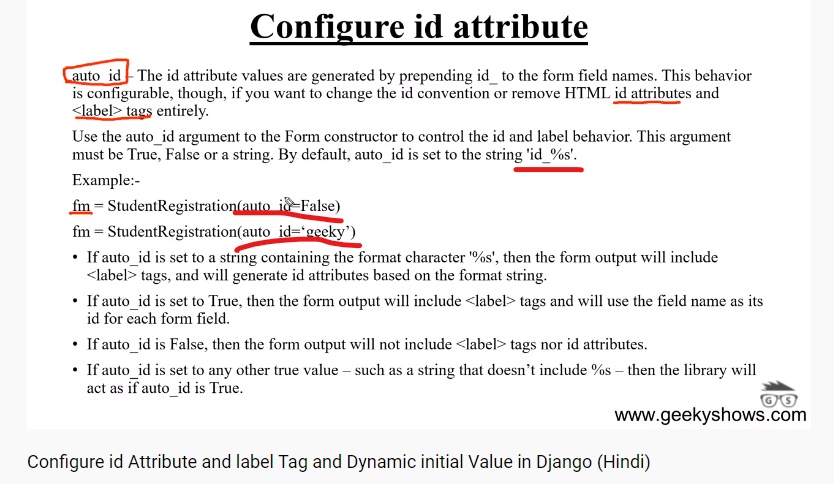 Configure id attribute
auto_id – The id attribute values are generated by prepending id_ to the form field names. This behavior
is configurable, though, if you want to change the id convention or remove HTML id attributes and
<label> tags entirely.
Use the auto_id argument to the Form constructor to control the id and label behavior. This argument
must be True, False or a string. By default, auto_id is set to the string 'id_%s'.
Example:-
fm = StudentRegistration(auto_id=False)
fm = StudentRegistration(auto_id=‘geeky’)
• If auto_id is set to a string containing the format character '%s', then the form output will include
<label> tags, and will generate id attributes based on the format string.
• If auto_id is set to True, then the form output will include <label> tags and will use the field name as its
id for each form field.
• If auto_id is False, then the form output will not include <label> tags nor id attributes.
• If auto_id is set to any other true value – such as a string that doesn’t include %s – then the library will
act as if auto_id is True.
G S
www.geekyshows.com
Configure id Attribute and label Tag and Dynamic initial Value in Django (Hindi)